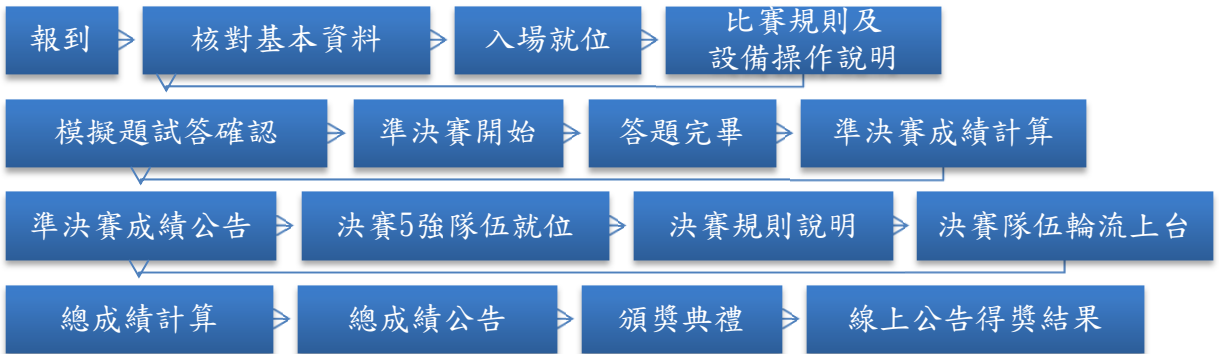 報到
核對基本資料
入場就位
比賽規則及
設備操作說明
模擬題試答確認
準決賽開始
答題完畢
準決賽成績計算
準決賽成績公告
決賽5強隊伍就位
決賽規則說明
決賽隊伍輪流上台
總成績計算
總成績公告
頒獎典禮
線上公告得獎結果